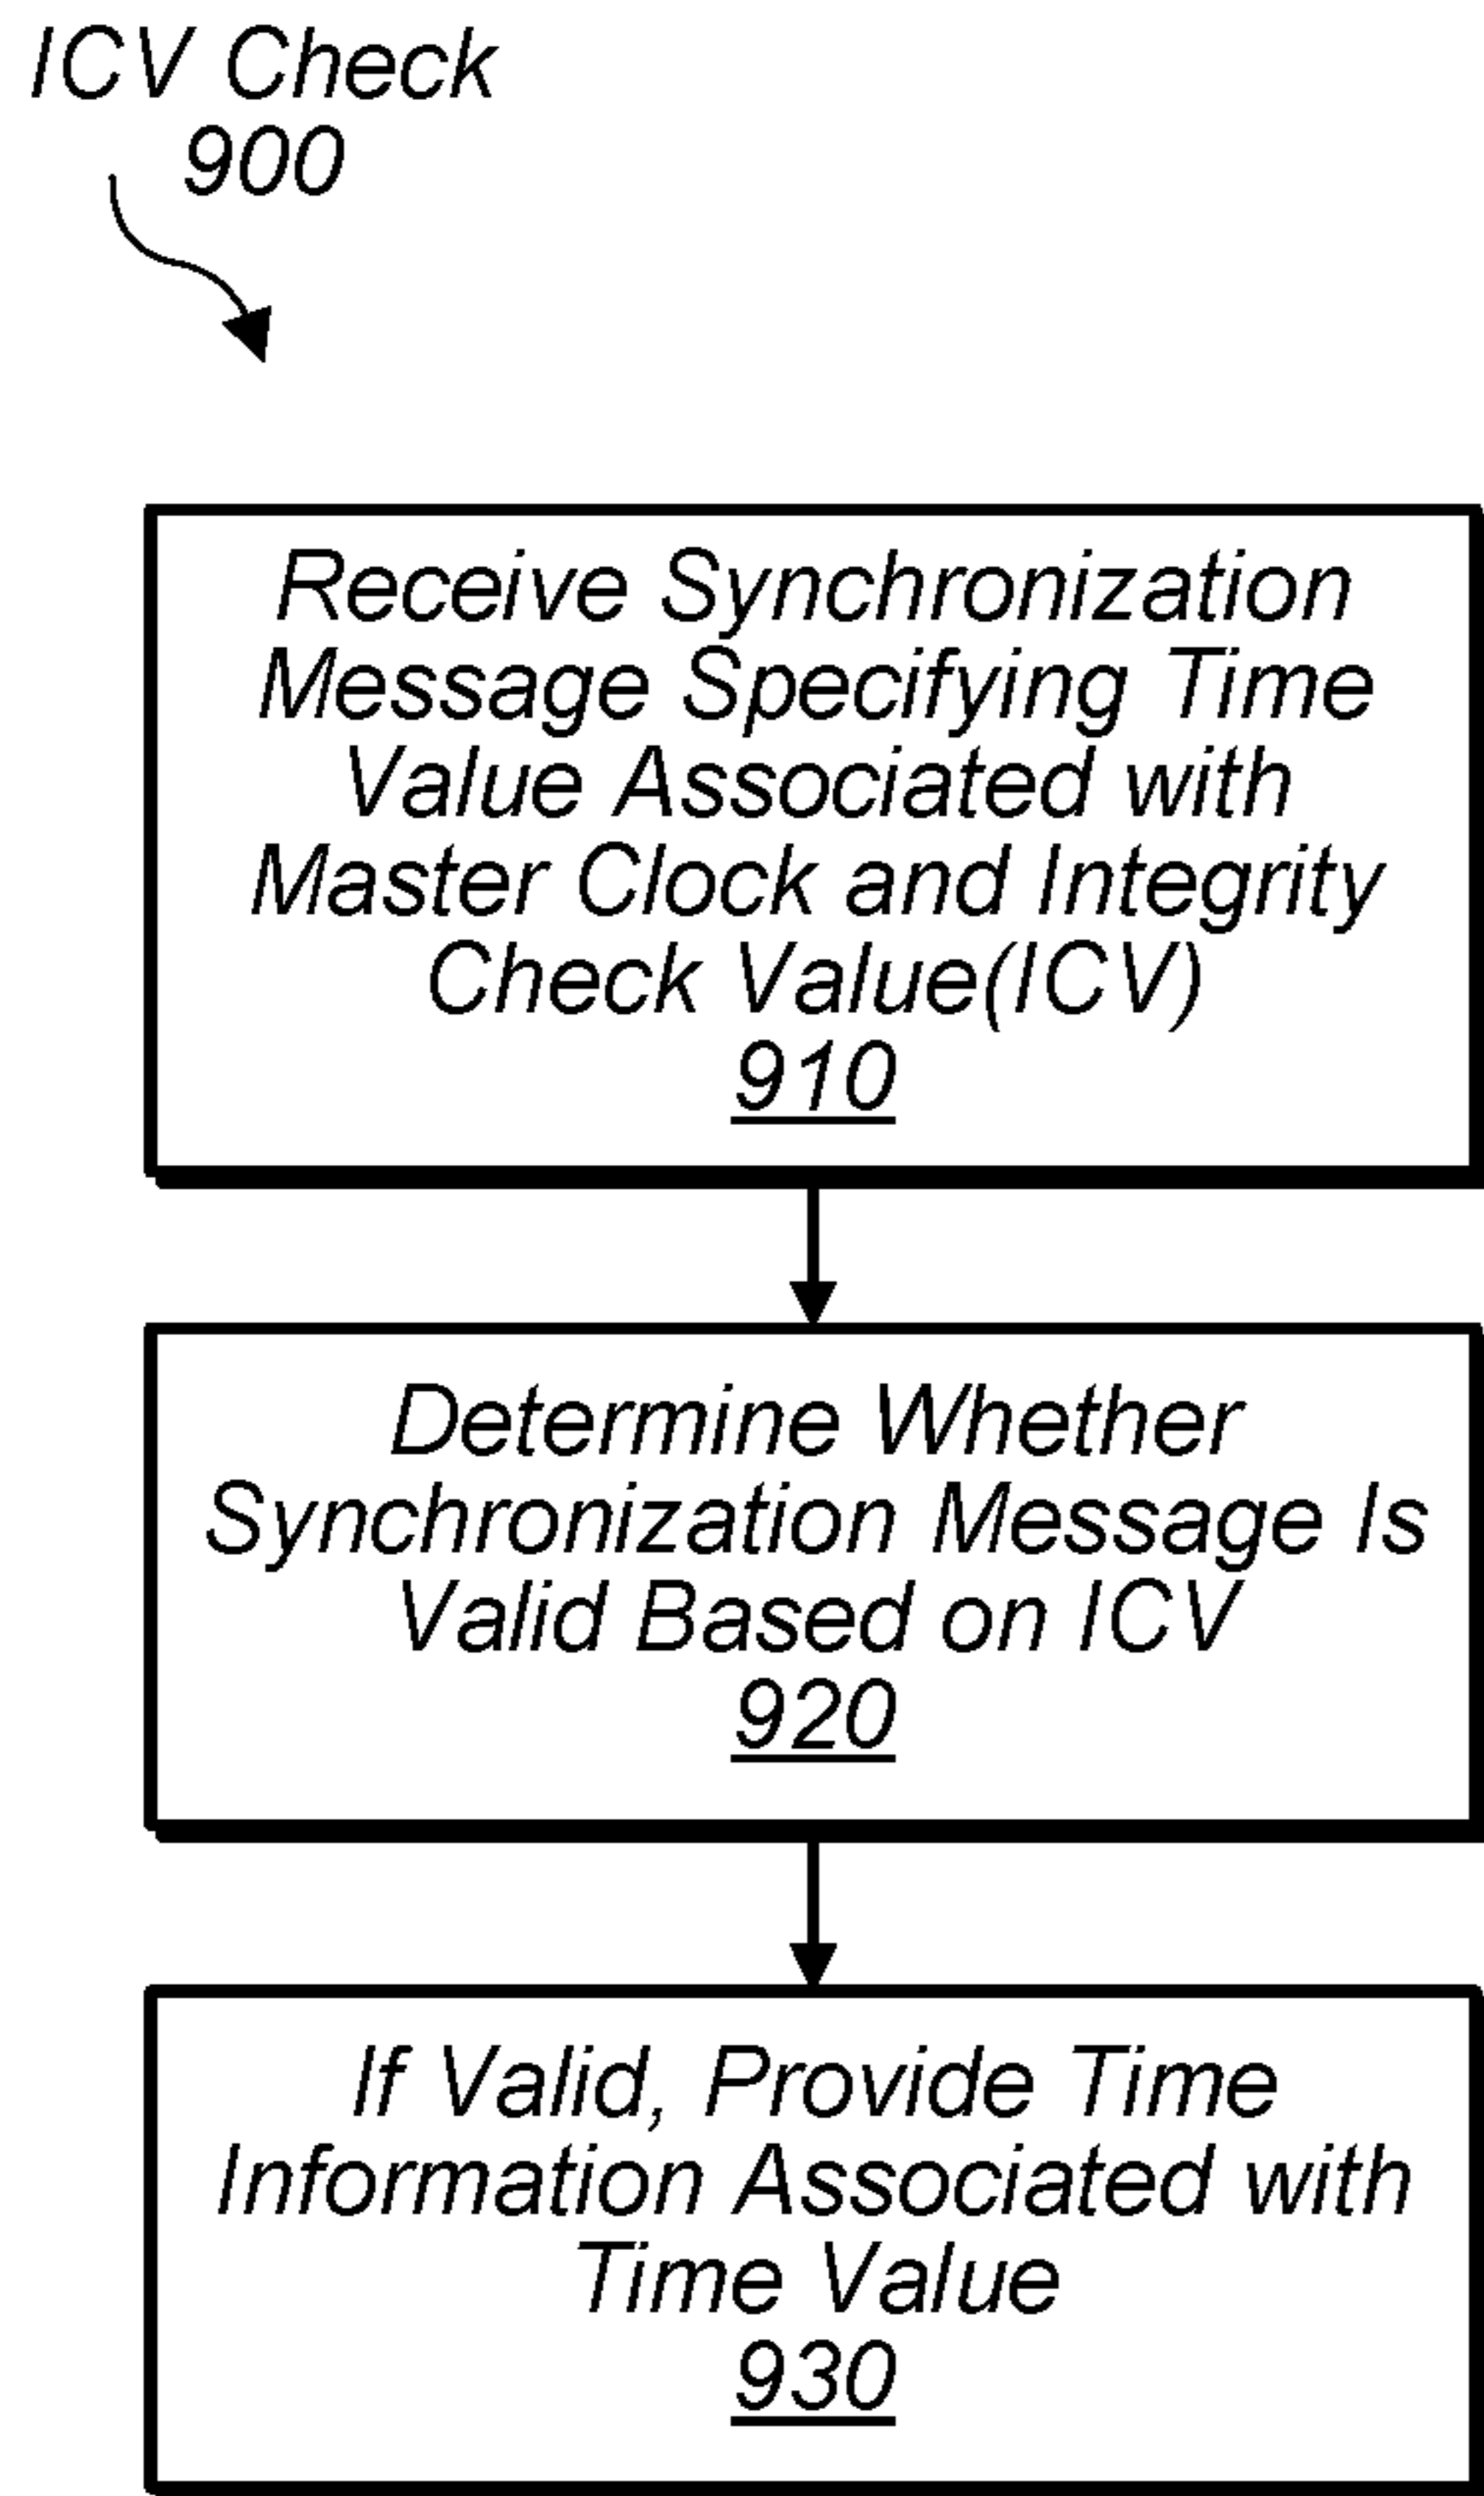 ICV Check
900
Receive Synchronization
Message Specifying Time
Value Associated with
Master Clock and Integrity
Check Value(ICV)
910
Determine Whether
Synchronization Message Is
Valid Based on ICV
920
If Valid, Provide Time
Information Associated with
Time Value
930